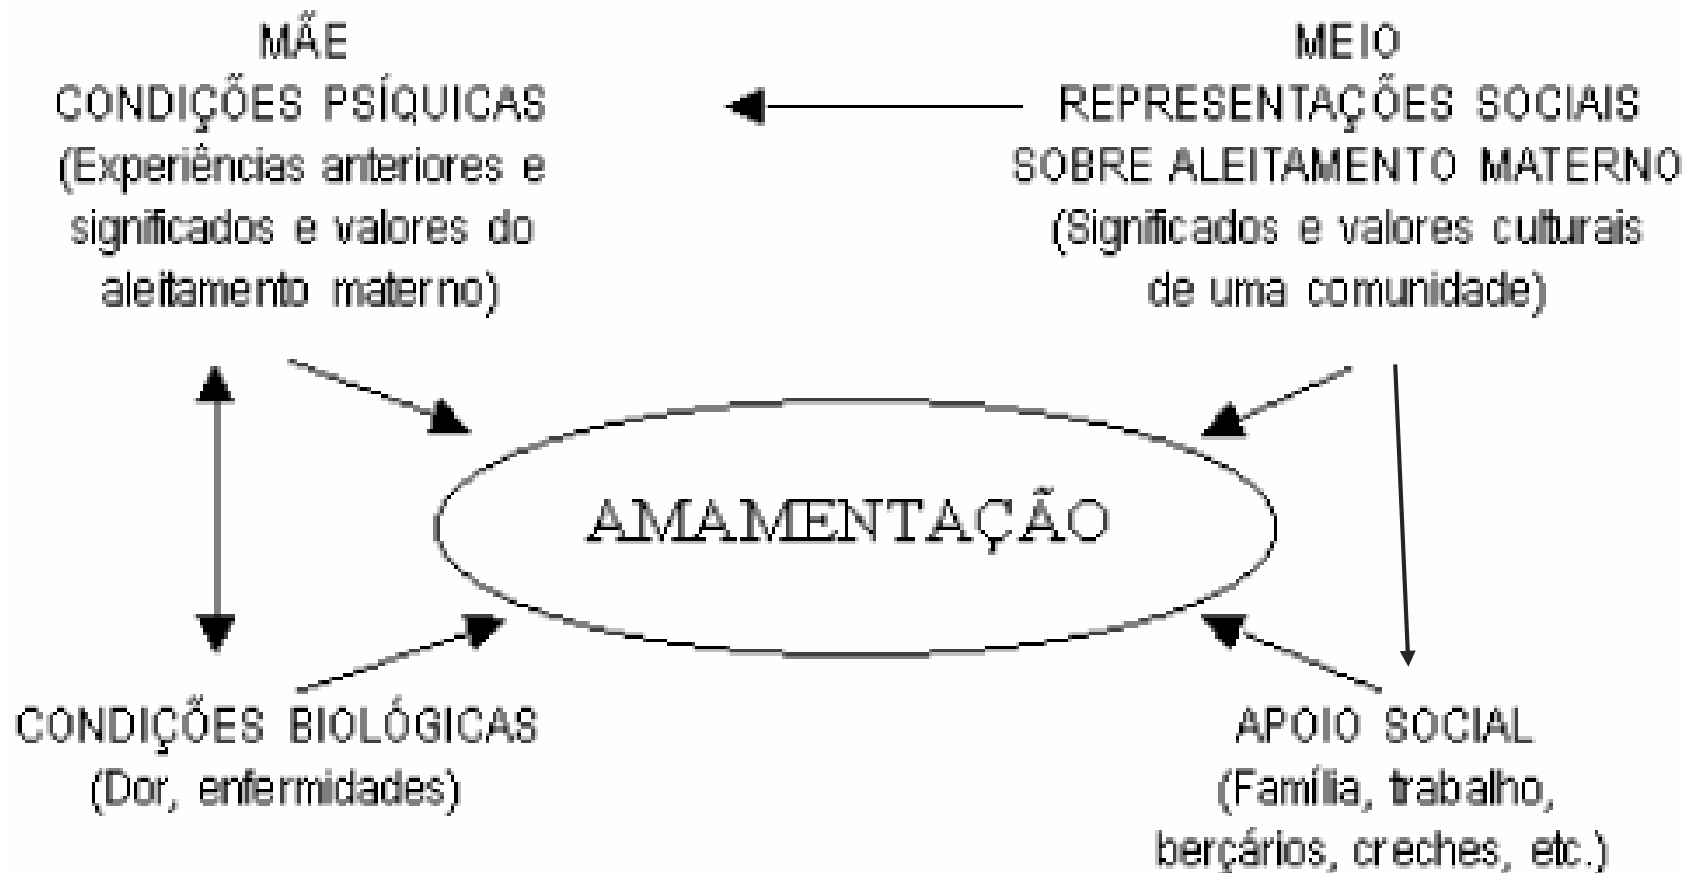 MÃE
CONDIÇÕES PSÍQUICAS
(Experiências anteriores e
significados e valores do
aleitamento materno)
MEIO
REPRESENTAÇÕES SOCIAIS
SOBRE ALEITAMENTO MATERNO
(Significados e valores culturais
de uma comunidade)
AMAMENTAÇÃO
CONDIÇÕES BIOLÓGICAS
(Dor, enfermidades)
APOIO SOCIAL
(Família, trabalho,
berçários, creches, etc.)